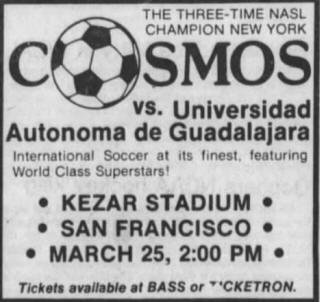 THE THREE-TIME NASL
CHAMPION NEW YORK
COSMOS
vs. Universidad
Autonoma de Guadalajara
International Soccer at its finest, featuring
World Class Superstars!
• KEZAR STADIUM •
• SAN FRANCISCO •
• MARCH 25, 2:00 PM •
Tickets available at BASS or TICKETRON.